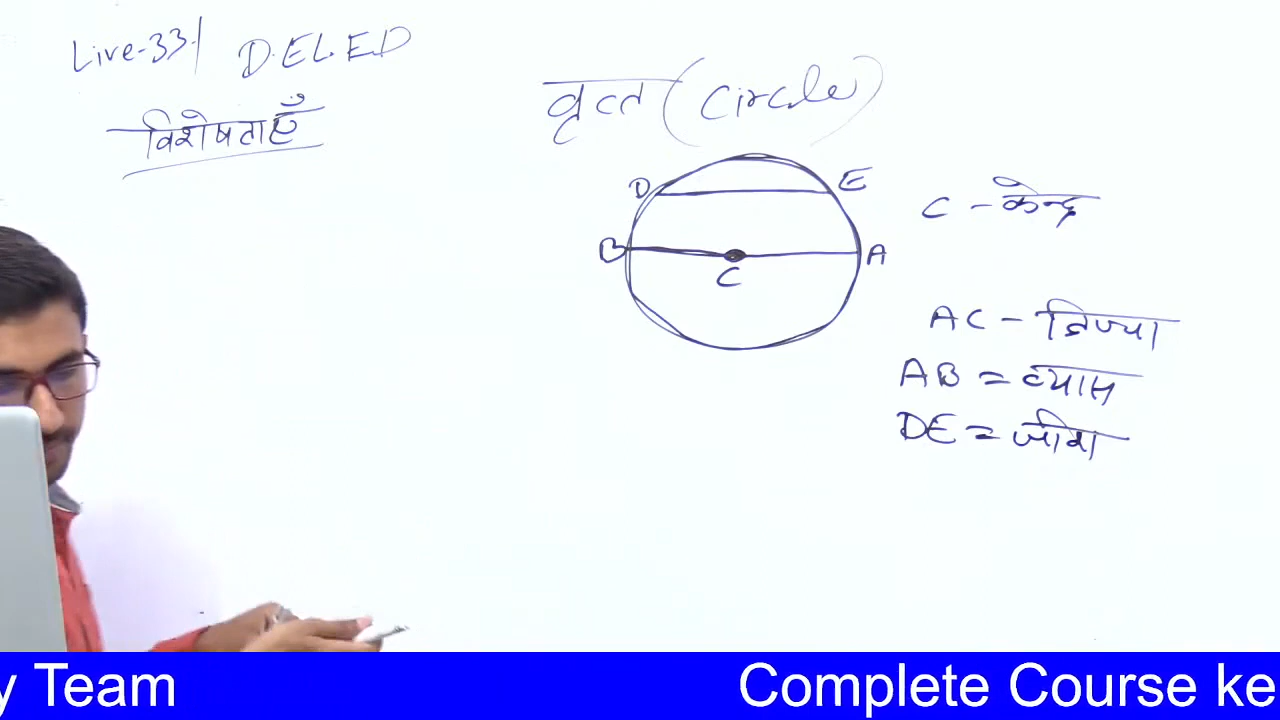 Live-33
D.EL.ED
विशेषताएँ
वृत्त (Circle)
D
E
B
A
C
C - केन्द्र
AC - त्रिज्या
AB = व्यास
DE = जीवा
y Team
Complete Course ke